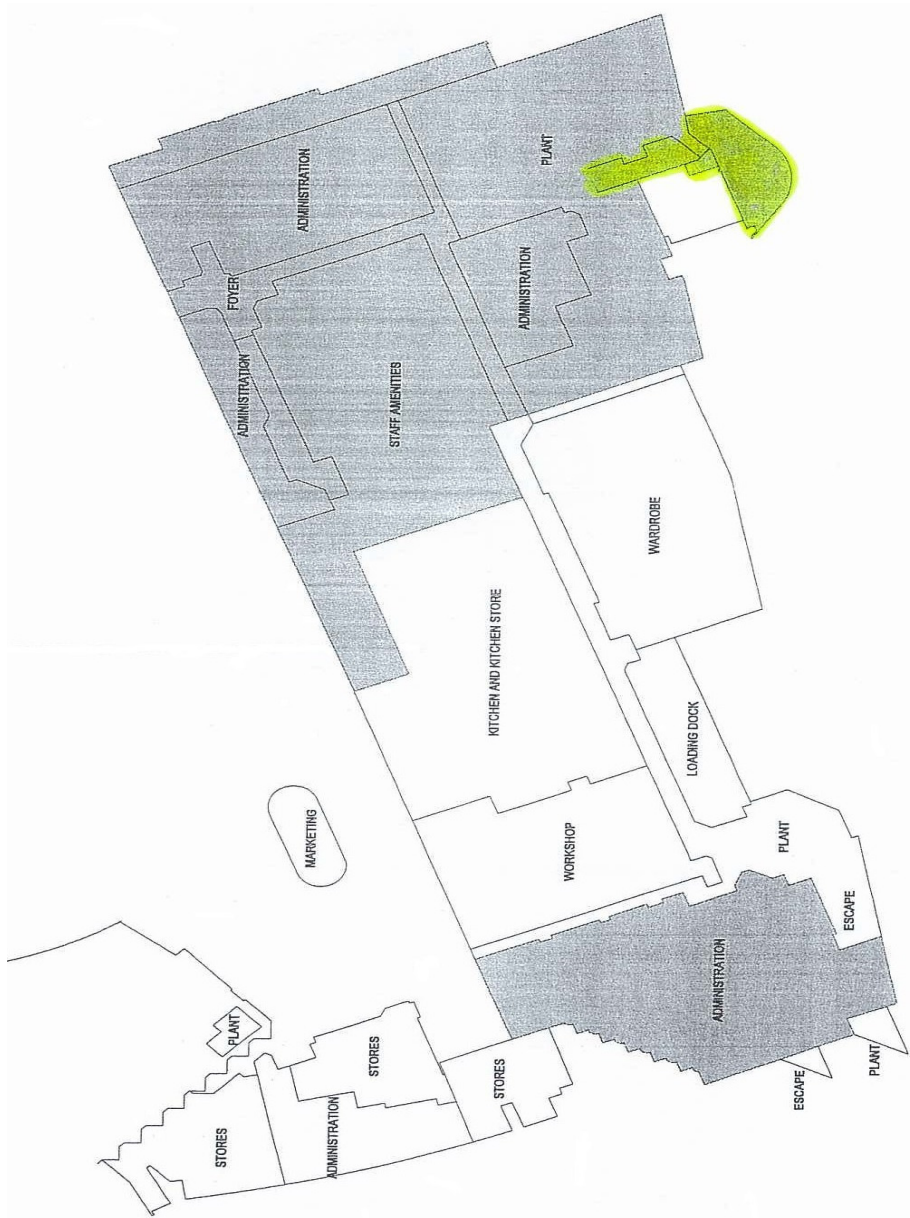 ADMINISTRATION
PLANT
FOYER
ADMINISTRATION
ADMINISTRATION
STAFF AMENITIES
WARDROBE
KITCHEN AND KITCHEN STORE
LOADING DOCK
MARKETING
WORKSHOP
PLANT
ESCAPE
ADMINISTRATION
PLANT
STORES
STORES
ESCAPE
PLANT
ADMINISTRATION
STORES